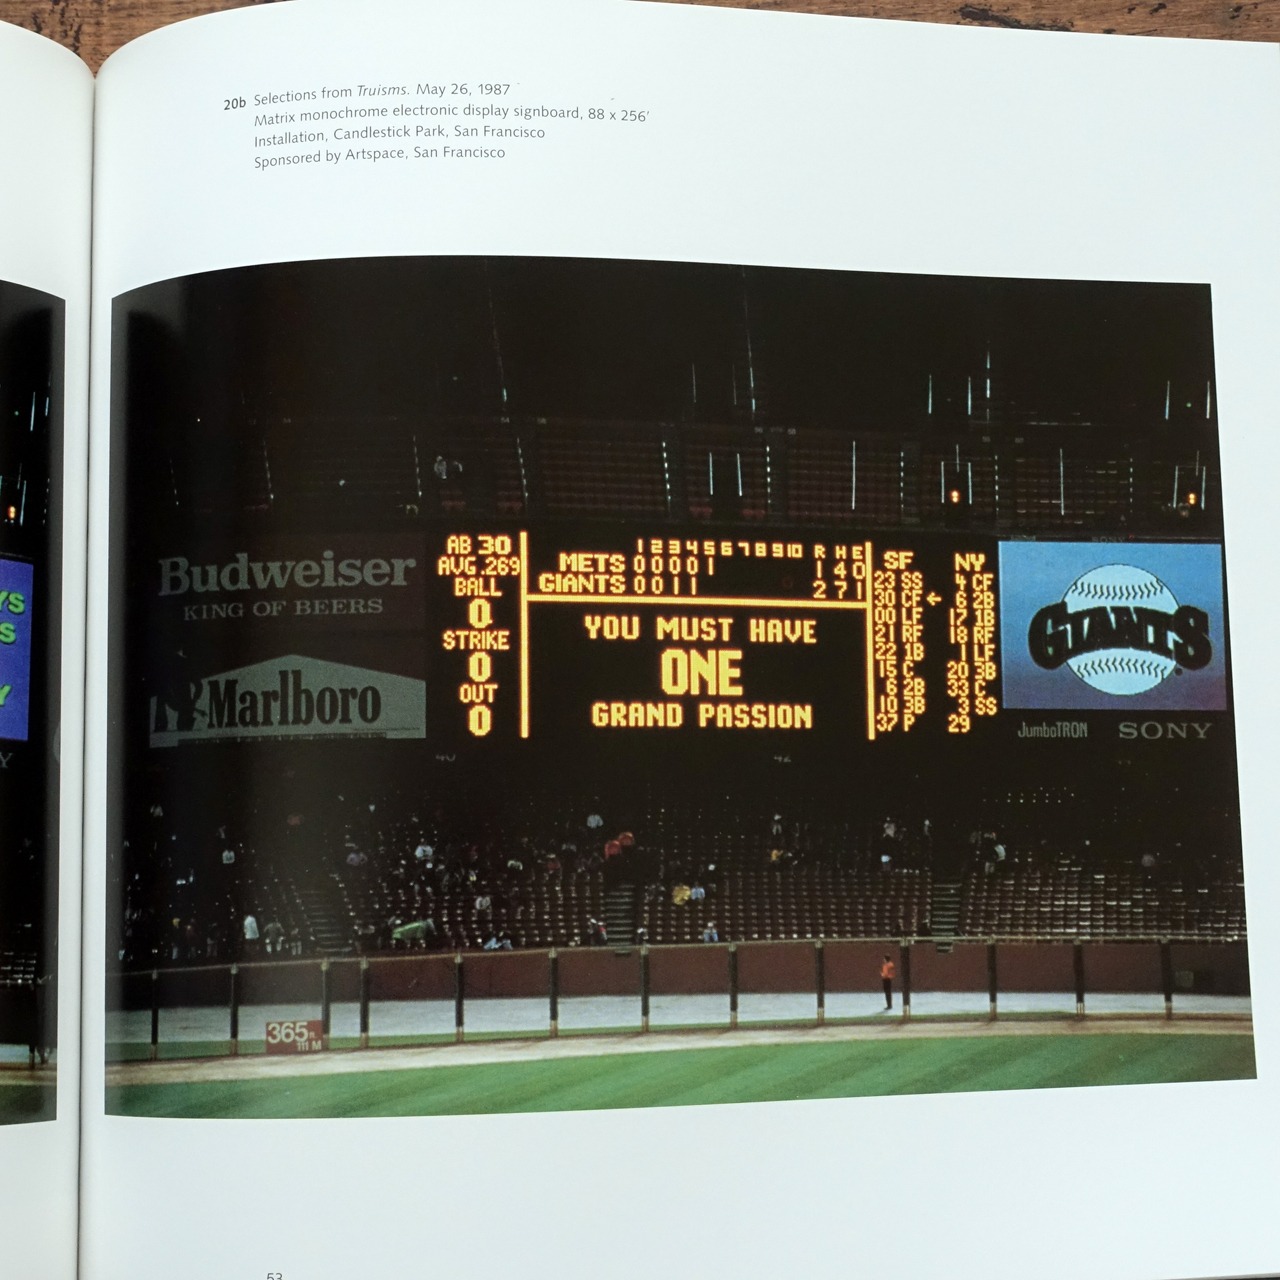 20b Selections from Truisms. May 26, 1987
Matrix monochrome electronic display signboard, 88 x 256'
Installation, Candlestick Park, San Francisco
Sponsored by Artspace, San Francisco
YS
S
Y
Y
Budweiser
KING OF BEERS
Marlboro
AB 30
AVG.269
BALL
0
STRIKE
0
OUT
0
1 2 3 4 5 6 7 8 9 10 R H E
METS 0 0 0 0 1 1 4 0
GIANTS 0 0 1 1 2 7 1
YOU MUST HAVE
ONE
GRAND PASSION
SF NY
23 SS 4 CF
30 CF ← 6 2B
00 LF 17 1B
21 RF 18 RF
22 1B 1 LF
15 C 20 3B
6 2B 33 C
10 3B 3 SS
37 P 29
GIANTS
JumboTRON SONY
40 42
365 FT.
111 M
53